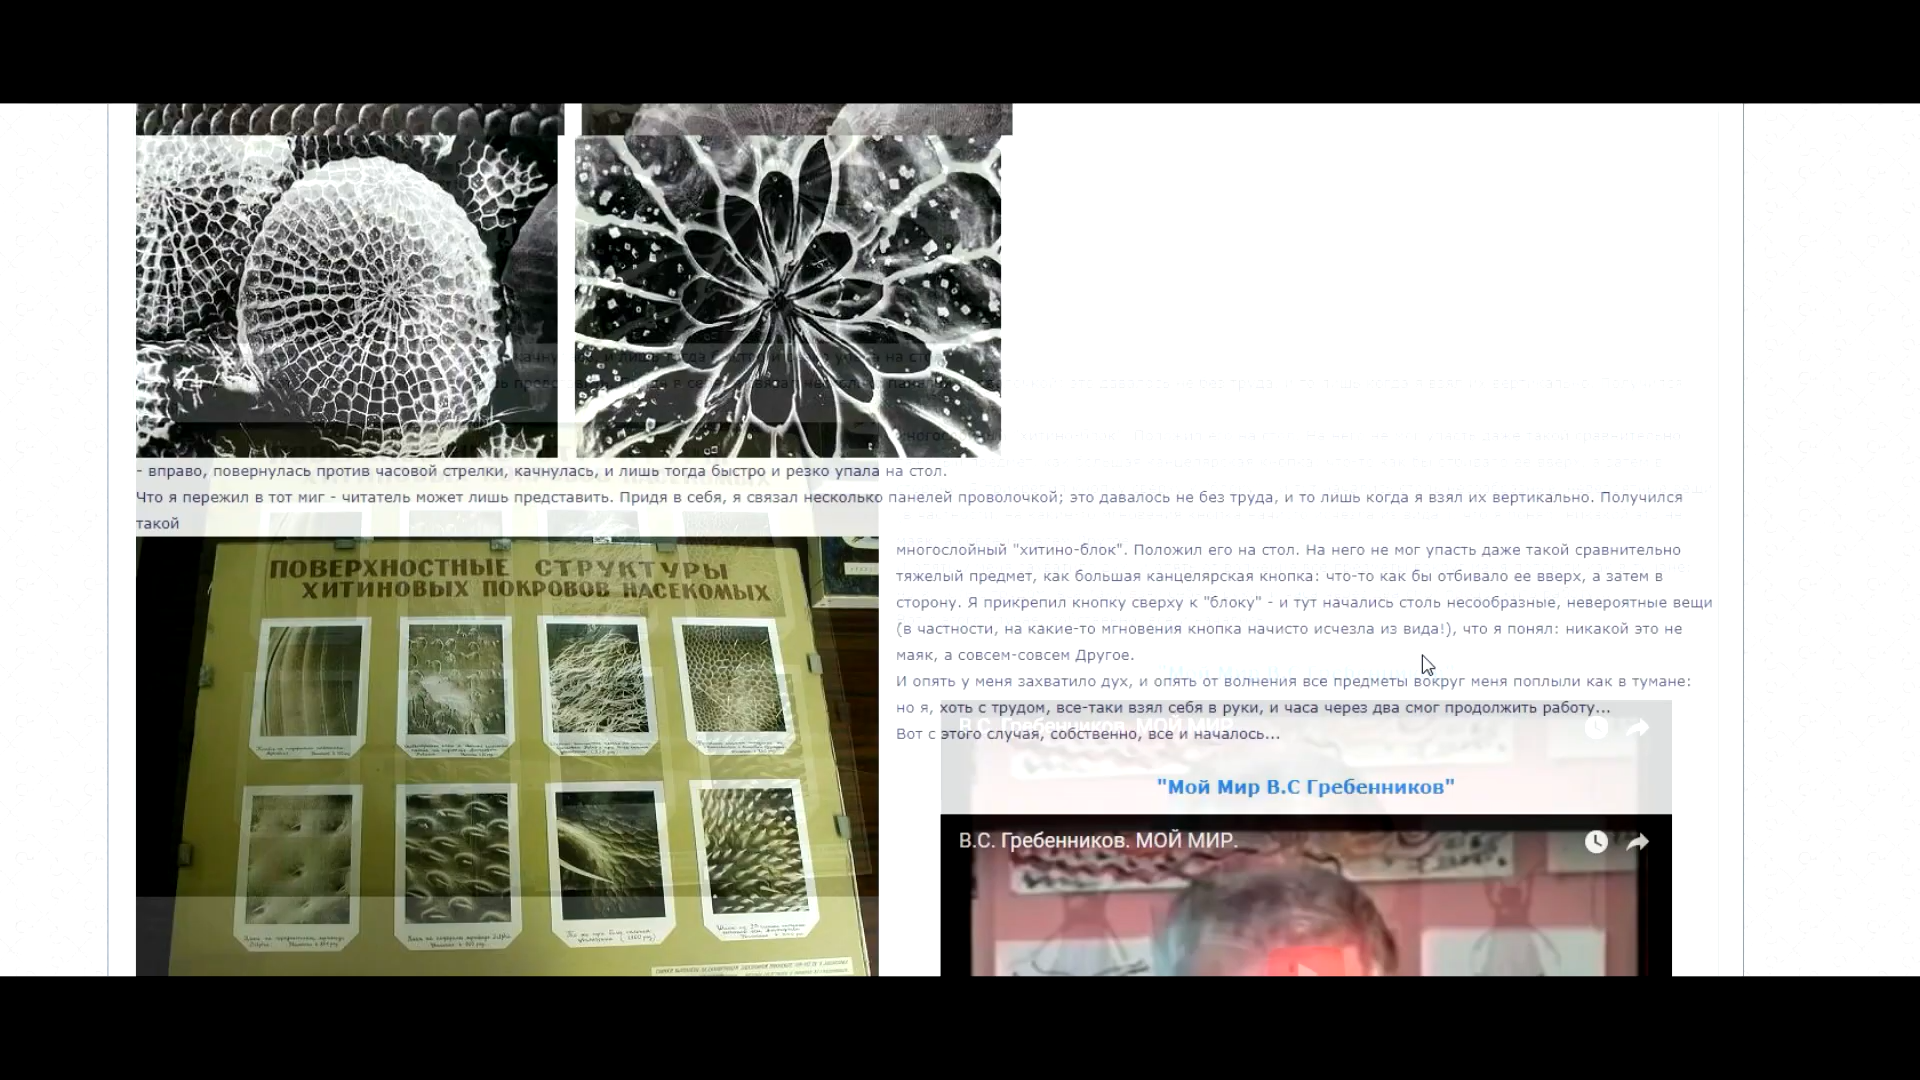 - вправо, повернулась против часовой стрелки, качнулась, и лишь тогда быстро и резко упала на стол.
Что я пережил в тот миг - читатель может лишь представить. Придя в себя, я связал несколько панелей проволочкой; это давалось не без труда, и то лишь когда я взял их вертикально. Получился
такой
многослойный "хитино-блок". Положил его на стол. На него не мог упасть даже такой сравнительно
тяжелый предмет, как большая канцелярская кнопка: что-то как бы отбивало ее вверх, а затем в
сторону. Я прикрепил кнопку сверху к "блоку" - и тут начались столь несообразные, невероятные вещи
(в частности, на какие-то мгновения кнопка начисто исчезла из вида!), что я понял: никакой это не
маяк, а совсем-совсем Другое.
И опять у меня захватило дух, и опять от волнения все предметы вокруг меня поплыли как в тумане:
но я, хоть с трудом, все-таки взял себя в руки, и часа через два смог продолжить работу...
Вот с этого случая, собственно, все и началось...
"Мой Мир В.С Гребенников"
В.С. Гребенников. МОЙ МИР.
ПОВЕРХНОСТНЫЕ СТРУКТУРЫ
ХИТИНОВЫХ ПОКРОВОВ НАСЕКОМЫХ